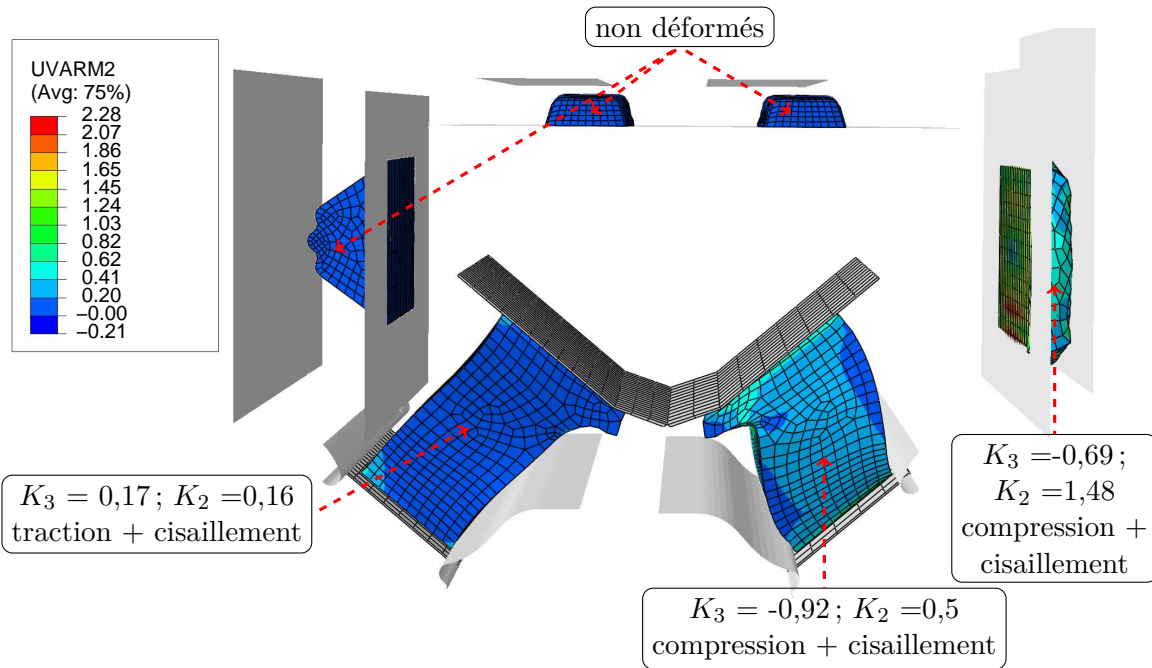 non déformés
UVARM2
(Avg: 75%)
2.28
2.07
1.86
1.65
1.45
1.24
1.03
0.82
0.62
0.41
0.20
−0.00
−0.21
K₃ = 0,17 ; K₂ =0,16
traction + cisaillement
K₃ = -0,92 ; K₂ =0,5
compression + cisaillement
K₃ =-0,69 ;
K₂ =1,48
compression +
cisaillement